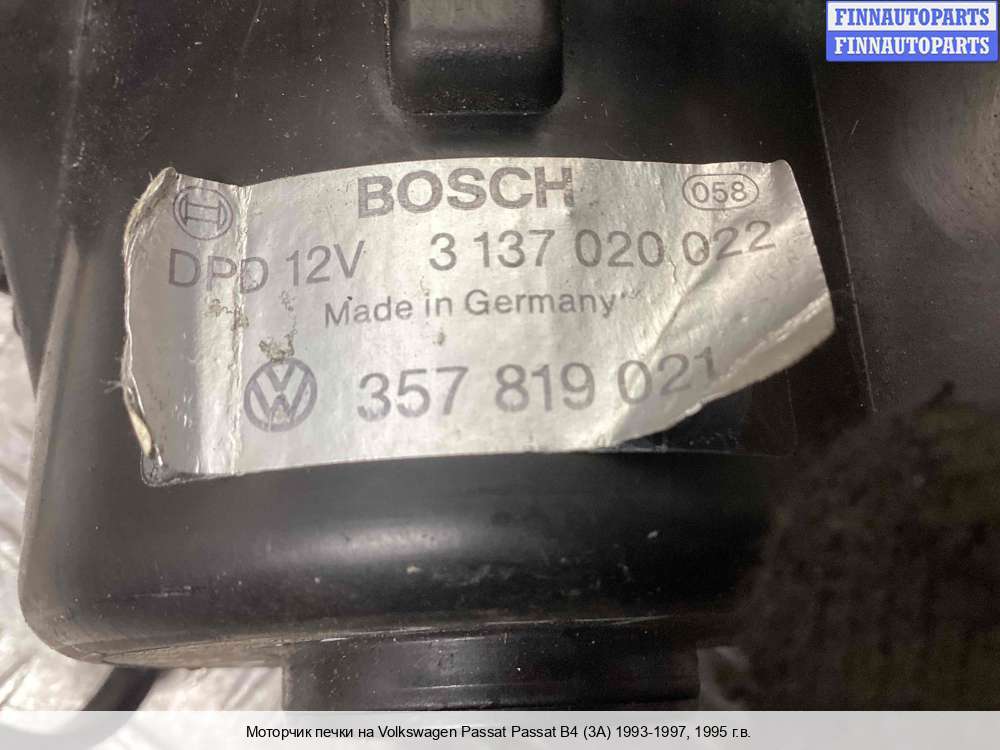 FINNAUTOPARTS
FINNAUTOPARTS
BOSCH 058
DPD 12V 3 137 020 022
Made in Germany
VW 357 819 021
Моторчик печки на Volkswagen Passat Passat B4 (3A) 1993-1997, 1995 г.в.